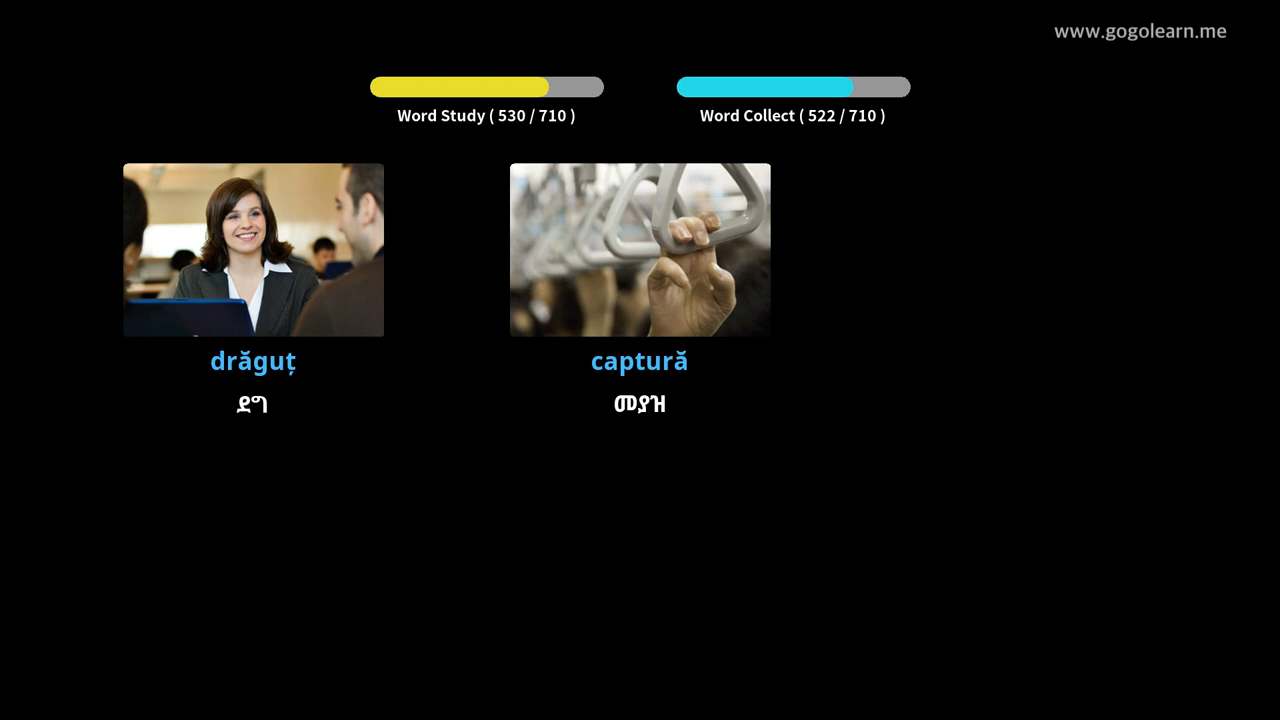 www.gogolearn.me
Word Study ( 530 / 710 )
Word Collect ( 522 / 710 )
drăguț
ደግ
captură
መያዝ